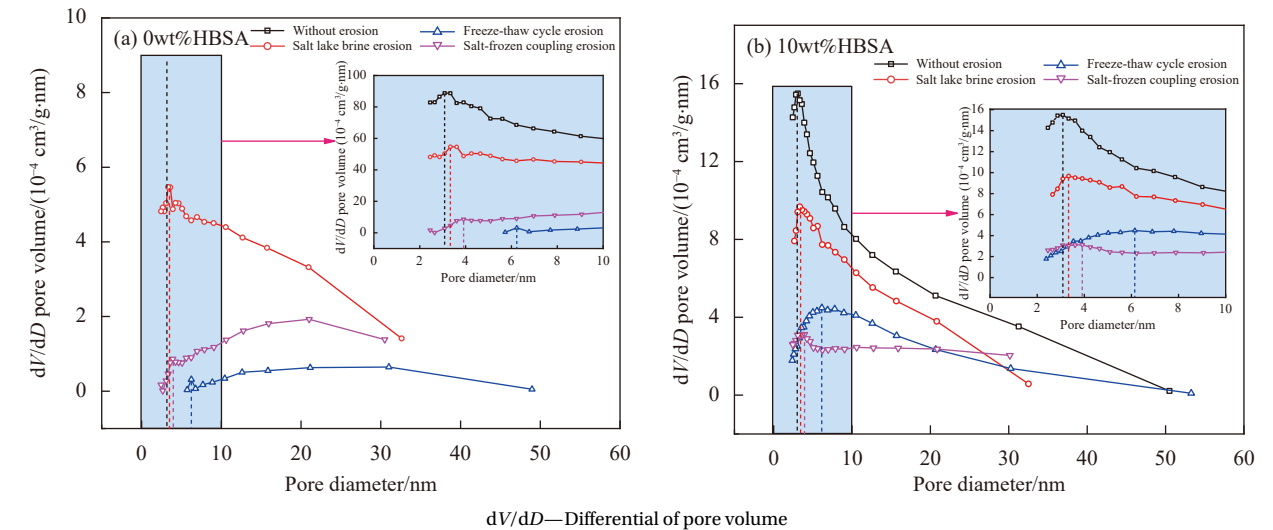 (a) 0wt%HBSA
Without erosion
Freeze-thaw cycle erosion
Salt lake brine erosion
Salt-frozen coupling erosion
dV/dD pore volume/(10⁻⁴ cm³/g·nm)
10
8
6
4
2
0
0 10 20 30 40 50 60
Pore diameter/nm
dV/dD pore volume (10⁻⁴ cm³/g·nm)
100
80
60
40
20
0
0 2 4 6 8 10
Pore diameter/nm
(b) 10wt%HBSA
Without erosion
Freeze-thaw cycle erosion
Salt lake brine erosion
Salt-frozen coupling erosion
dV/dD pore volume/(10⁻⁴ cm³/g·nm)
16
12
8
4
0
0 10 20 30 40 50 60
Pore diameter/nm
dV/dD pore volume (10⁻⁴ cm³/g·nm)
16
14
12
10
8
6
4
2
0
0 2 4 6 8 10
Pore diameter/nm
dV/dD—Differential of pore volume